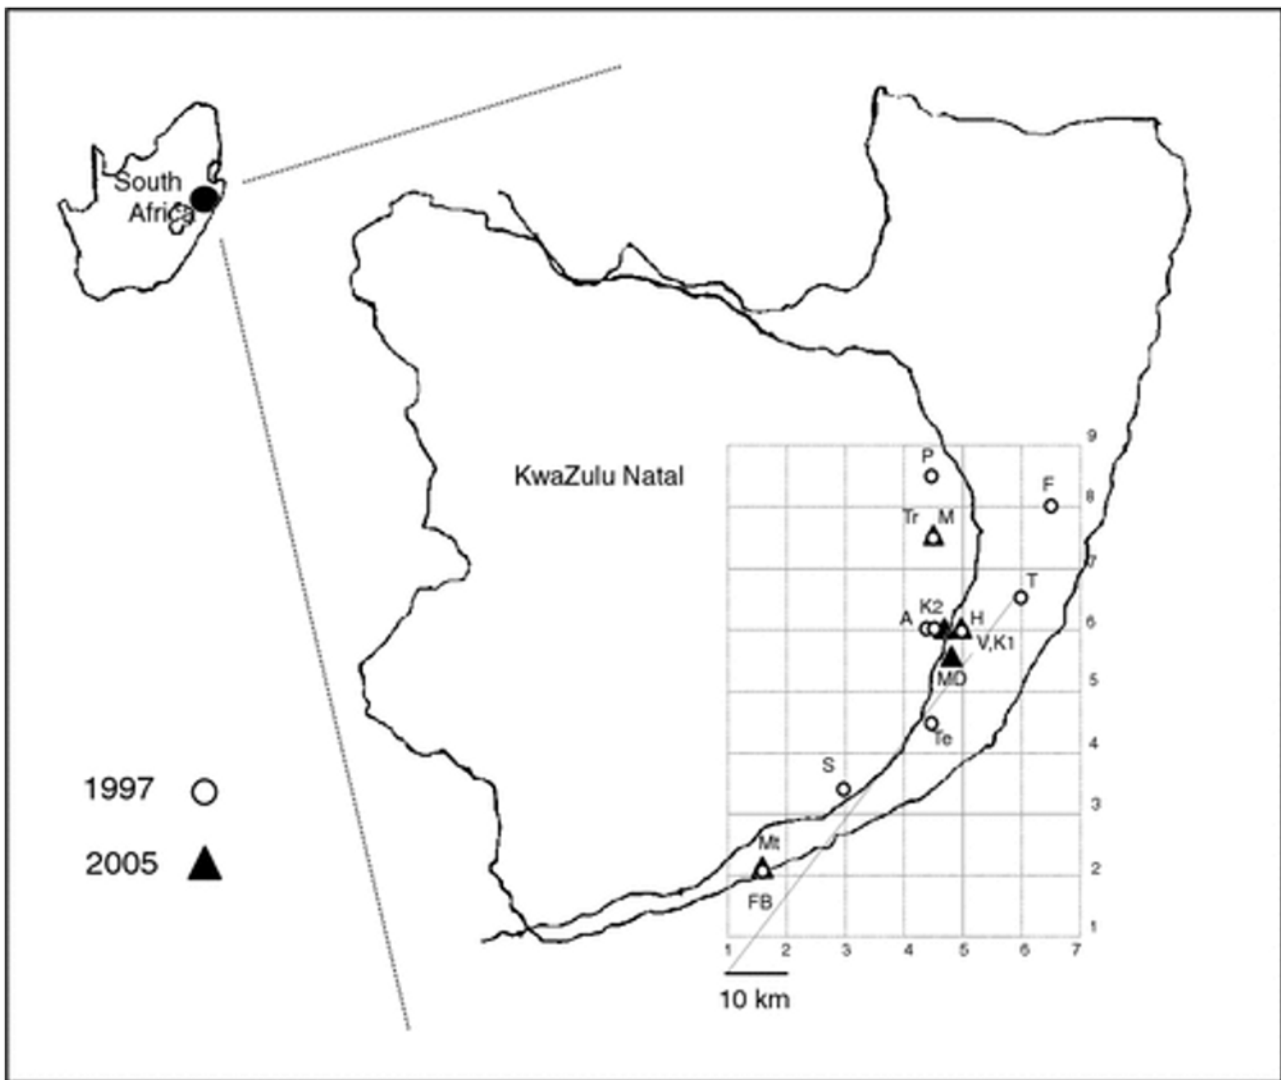 South
Africa
KwaZulu Natal
9
P
F
8
Tr M
7
T
K2
A
H
6
V,K1
MD
5
Te
4
S
3
Mt
2
FB
1
1 2 3 4 5 6 7
10 km
1997
2005